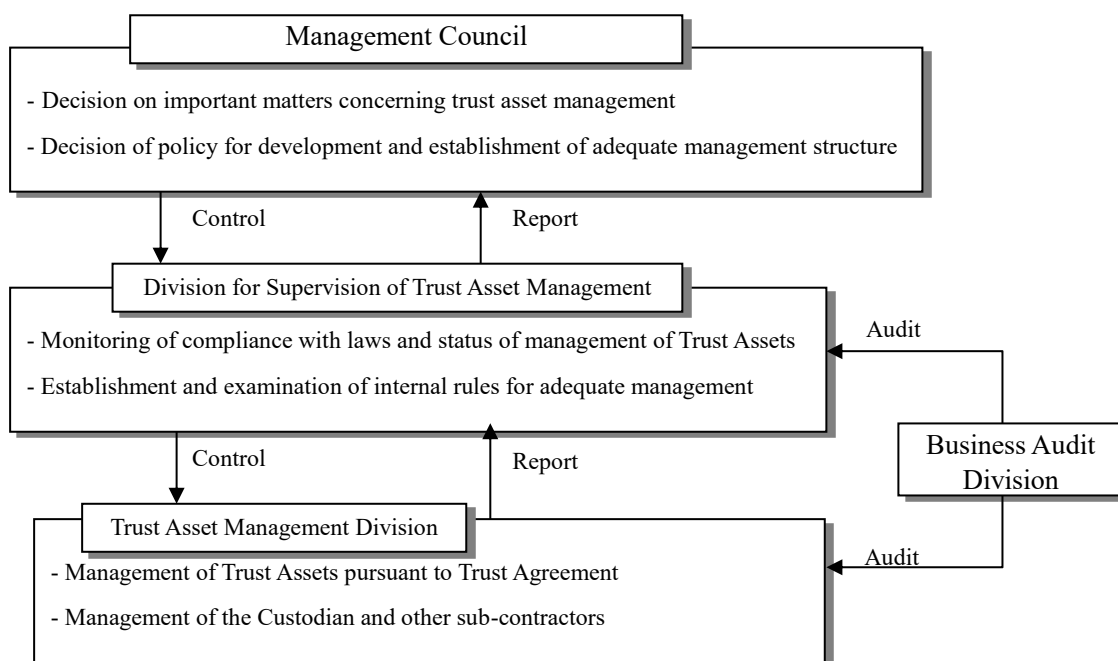 Management Council
- Decision on important matters concerning trust asset management
- Decision of policy for development and establishment of adequate management structure
Control
Report
Division for Supervision of Trust Asset Management
- Monitoring of compliance with laws and status of management of Trust Assets
- Establishment and examination of internal rules for adequate management
Audit
Business Audit
Division
Control
Report
Trust Asset Management Division
- Management of Trust Assets pursuant to Trust Agreement
- Management of the Custodian and other sub-contractors
Audit